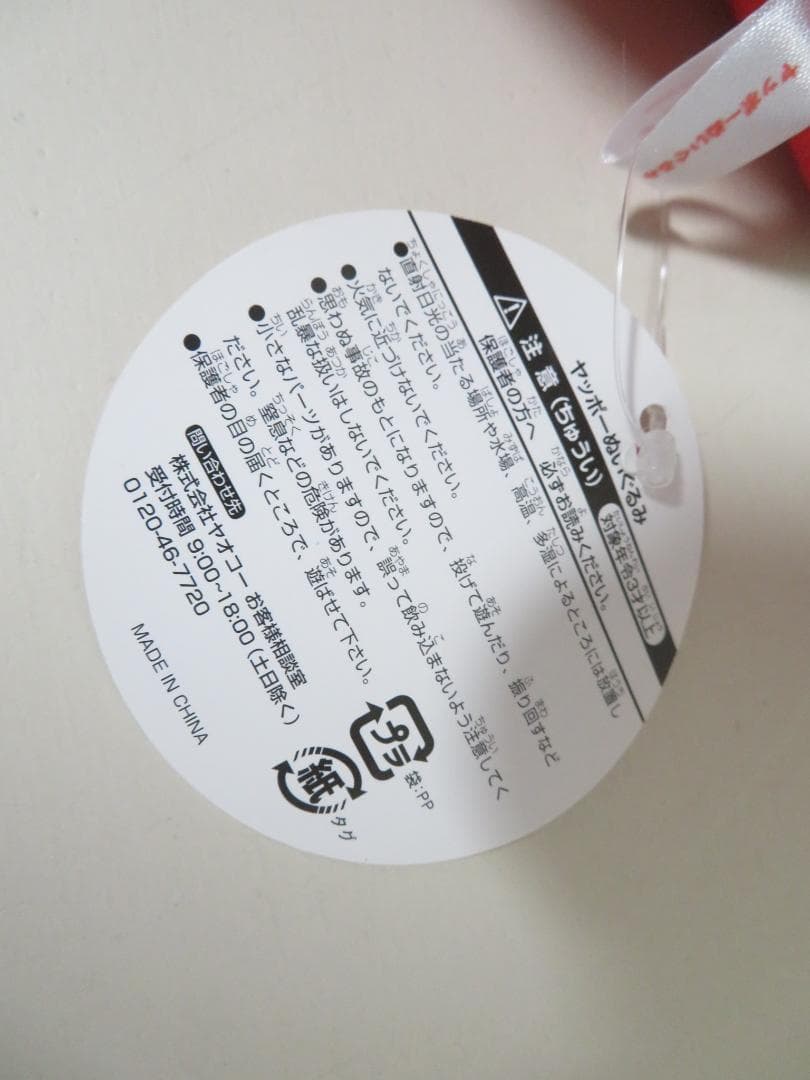 ヤッポーぬいぐるみ
注意(ちゅうい) 対象年令3才以上
保護者の方へ 必ずお読みください。
●直射日光の当たる場所や水場、高温、多湿によるところには放置し
ないでください。
●火気に近づけないでください。
●思わぬ事故のもとになりますので、投げて遊んだり、振り回すなど
乱暴な扱いはしないでください。
●小さなパーツがありますので、誤って飲み込まないよう注意してく
ださい。窒息などの危険があります。
●保護者の目の届くところで、遊ばせて下さい。
問い合わせ先
株式会社ヤオコー お客様相談室
受付時間 9:00~18:00(土日除く)
0120-46-7720
MADE IN CHINA
プラ
袋:PP
紙
タグ
ヤッポーぬいぐるみ